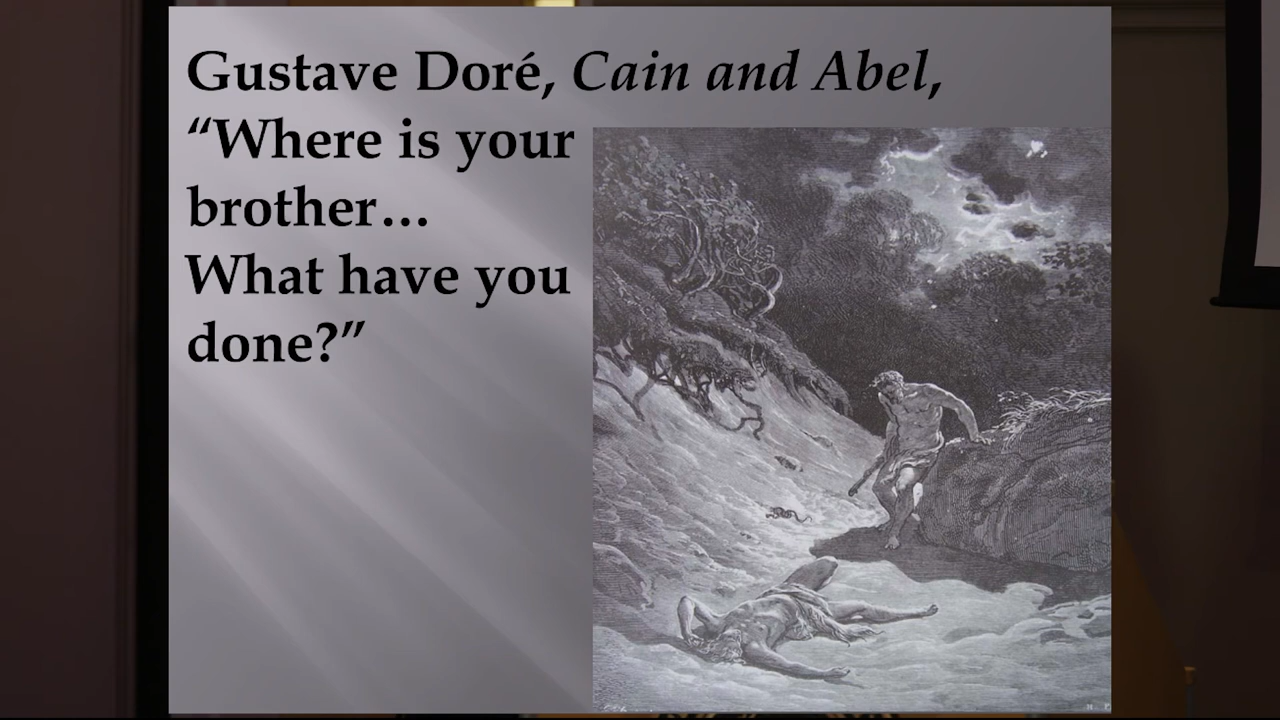 Gustave Doré, Cain and Abel,
“Where is your
brother…
What have you
done?”